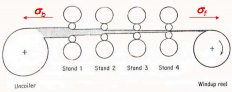 σb σf
Stand 1 Stand 2 Stand 3 Stand 4
Uncoiler Windup reel